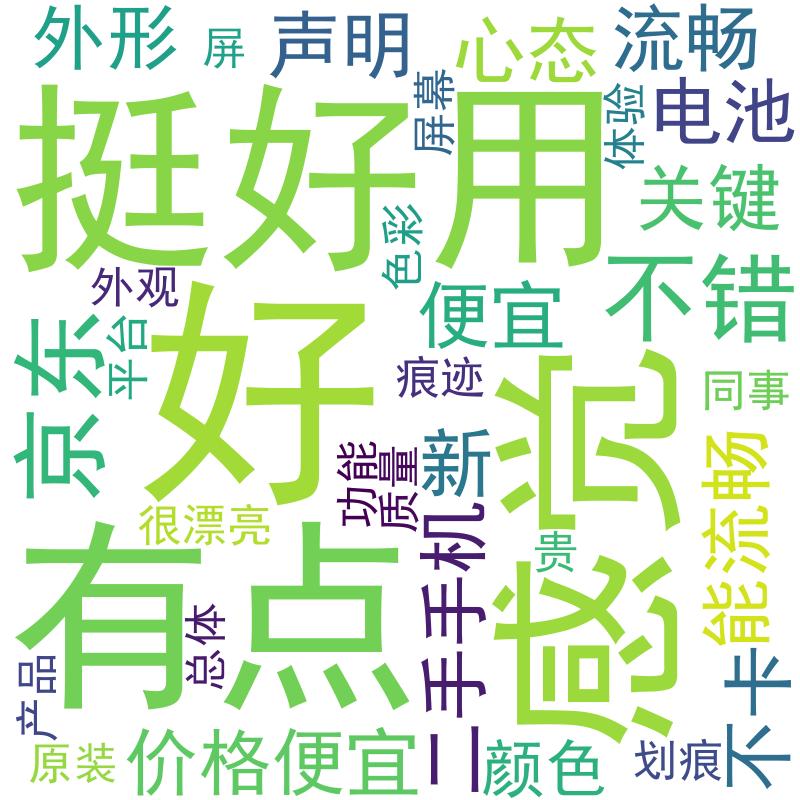 外形
屏
声明
心态
流畅
屏幕
体验
电池
挺好用
关键
色彩
外观
便宜
不错
京东
平台
好
痕迹
感觉
同事
新
功能
质量
能流畅
很漂亮
二手手机
贵
有点
总体
不卡
产品
原装
价格便宜
颜色
划痕